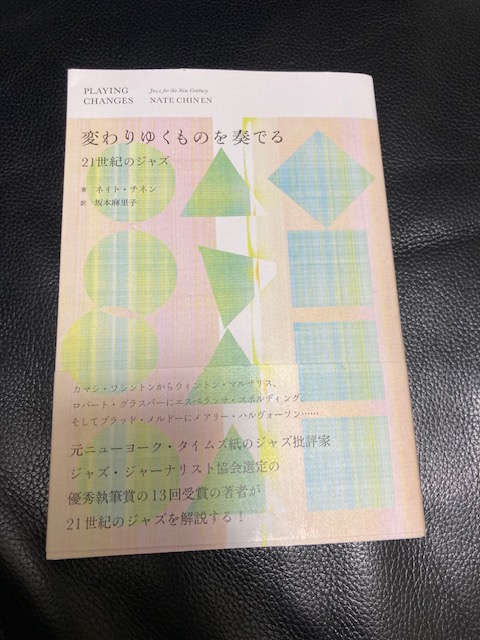 PLAYING
CHANGES
Jazz for the New Century
NATE CHINEN
変わりゆくものを奏でる
21世紀のジャズ
著 ネイト・チネン
訳 坂本麻里子
カマシ・ワシントンからウィントン・マルサリス、
ロバート・グラスパーにエスペランサ・スポルディング、
そしてブラッド・メルドーにメアリー・ハルヴォーソン……
元ニューヨーク・タイムズ紙のジャズ批評家
ジャズ・ジャーナリスト協会選定の
優秀執筆賞の13回受賞の著者が
21世紀のジャズを解説する！